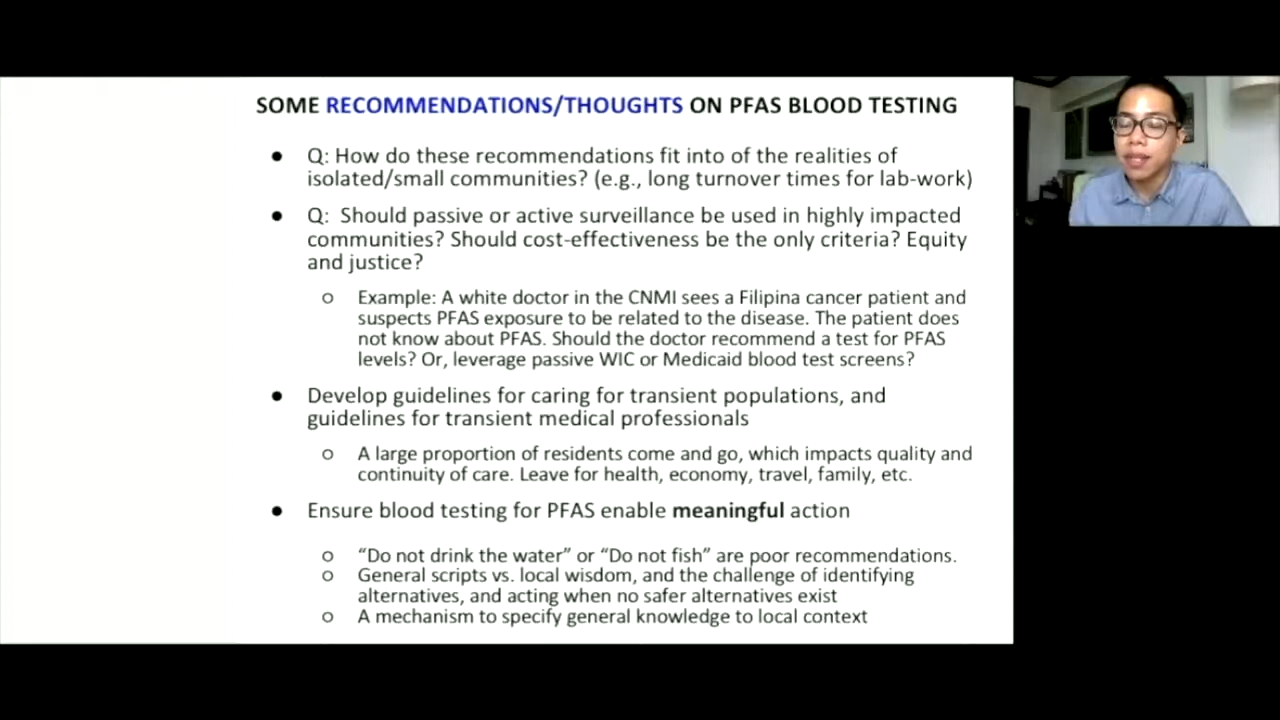 SOME RECOMMENDATIONS/THOUGHTS ON PFAS BLOOD TESTING
● Q: How do these recommendations fit into of the realities of
isolated/small communities? (e.g., long turnover times for lab-work)
● Q: Should passive or active surveillance be used in highly impacted
communities? Should cost-effectiveness be the only criteria? Equity
and justice?
○ Example: A white doctor in the CNMI sees a Filipina cancer patient and
suspects PFAS exposure to be related to the disease. The patient does
not know about PFAS. Should the doctor recommend a test for PFAS
levels? Or, leverage passive WIC or Medicaid blood test screens?
● Develop guidelines for caring for transient populations, and
guidelines for transient medical professionals
○ A large proportion of residents come and go, which impacts quality and
continuity of care. Leave for health, economy, travel, family, etc.
● Ensure blood testing for PFAS enable meaningful action
○ “Do not drink the water” or “Do not fish” are poor recommendations.
○ General scripts vs. local wisdom, and the challenge of identifying
alternatives, and acting when no safer alternatives exist
○ A mechanism to specify general knowledge to local context